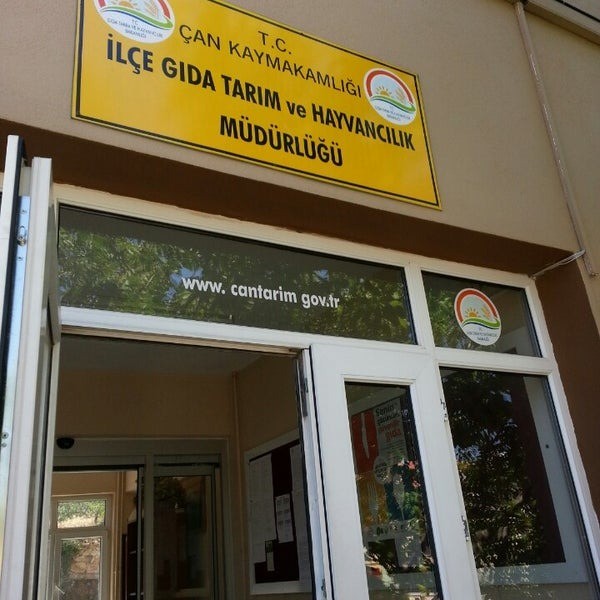 T.C.
ÇAN KAYMAKAMLIĞI
İLÇE GIDA TARIM ve HAYVANCILIK
MÜDÜRLÜĞÜ
www. cantarim gov.tr